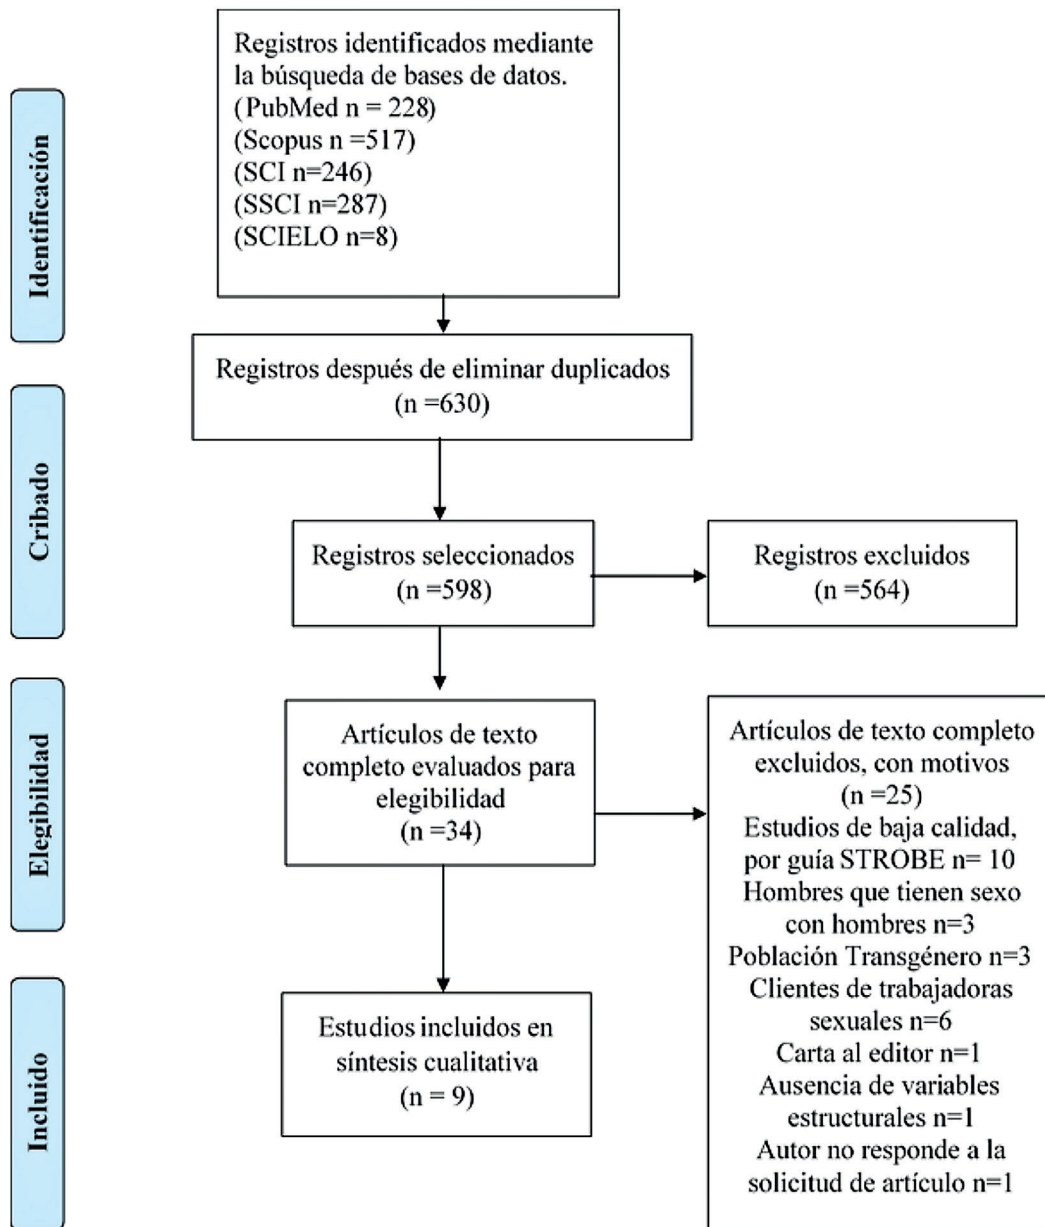 Identificación
Registros identificados mediante
la búsqueda de bases de datos.
(PubMed n = 228)
(Scopus n =517)
(SCI n=246)
(SSCI n=287)
(SCIELO n=8)
Registros después de eliminar duplicados
(n =630)
Cribado
Registros seleccionados
(n =598)
Registros excluidos
(n =564)
Elegibilidad
Artículos de texto
completo evaluados para
elegibilidad
(n =34)
Artículos de texto completo
excluidos, con motivos
(n =25)
Estudios de baja calidad,
por guía STROBE n= 10
Hombres que tienen sexo
con hombres n=3
Población Transgénero n=3
Clientes de trabajadoras
sexuales n=6
Carta al editor n=1
Ausencia de variables
estructurales n=1
Autor no responde a la
solicitud de artículo n=1
Incluido
Estudios incluidos en
síntesis cualitativa
(n = 9)